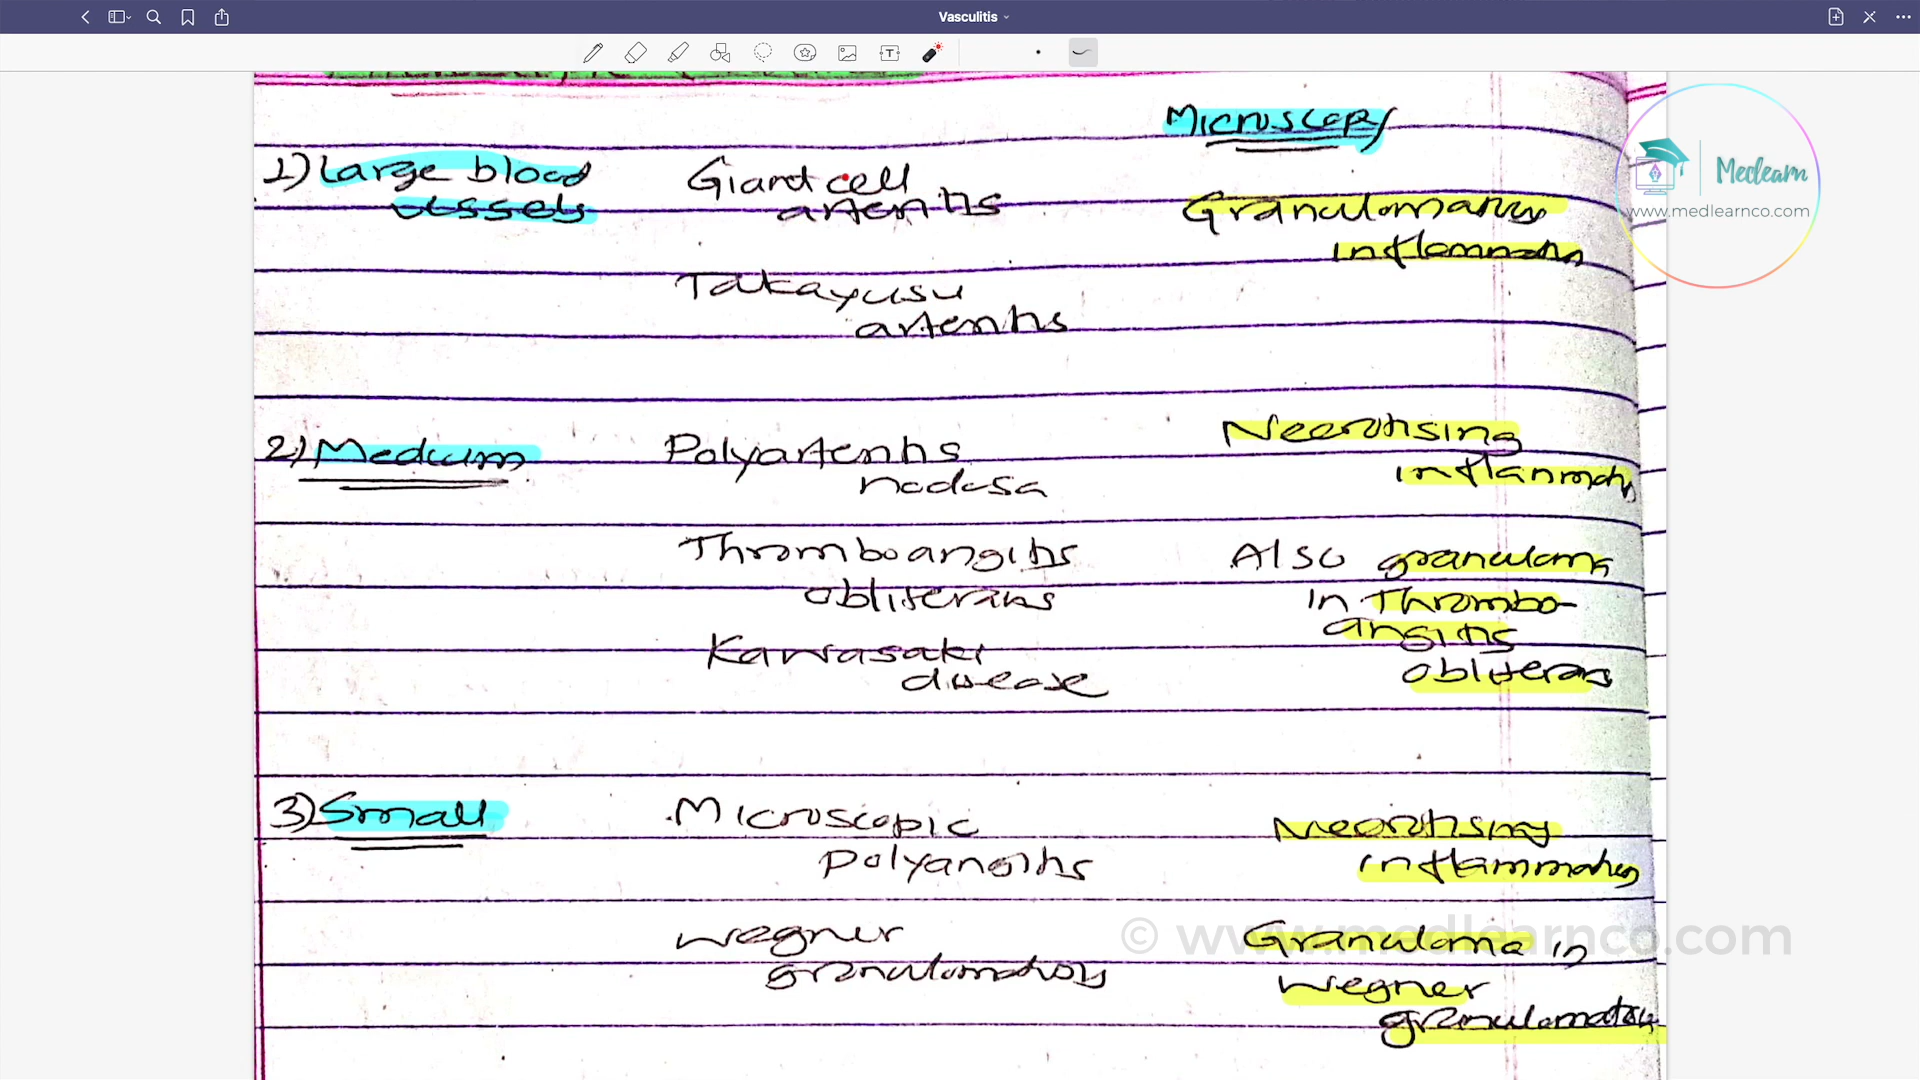 Vasculitis
Microscopy
1) Large blood
vessels
Giant cell
arteritis
Granulomatous
inflammation
Medlearn
www.medlearnco.com
Takayusu
arteritis
2) Medium
Polyarteritis
nodosa
Necrotising
inflammation
Thromboangitis
obliterans
Also granuloma
in Thrombo-
angitis
obliterans
Kawasaki
disease
3) Small
Microscopic
polyangitis
Necrotising
inflammation
Wegner
granulomatosis
Granuloma in
Wegner
granulomatosis
© www.medlearnco.com